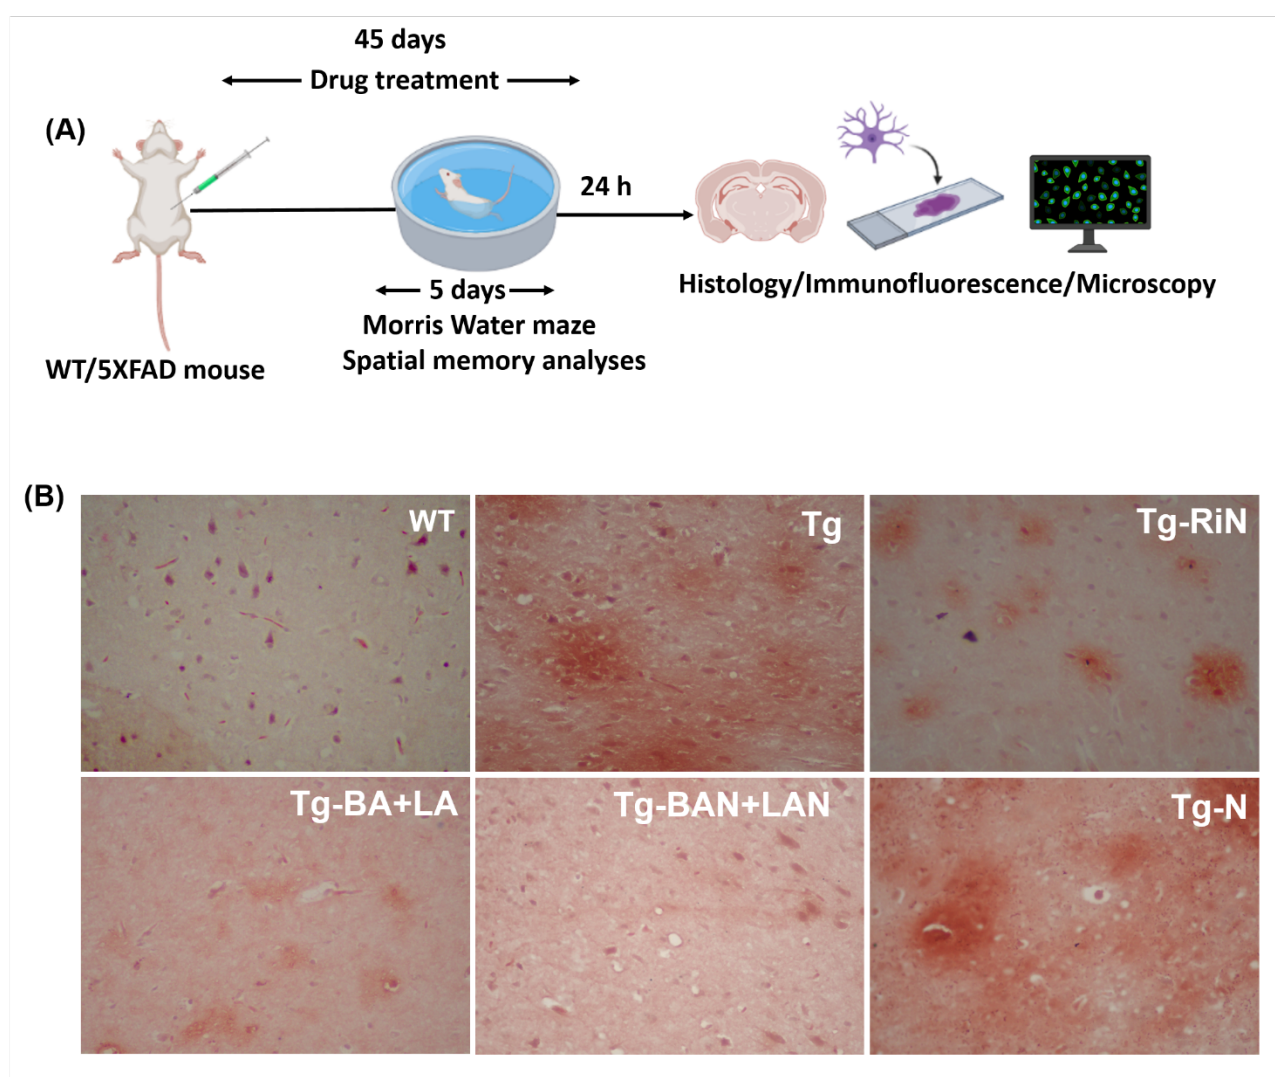 45 days
Drug treatment
(A)
24 h
5 days
Morris Water maze
Spatial memory analyses
Histology/Immunofluorescence/Microscopy
WT/5XFAD mouse
(B)
WT
Tg
Tg-RiN
Tg-BA+LA
Tg-BAN+LAN
Tg-N